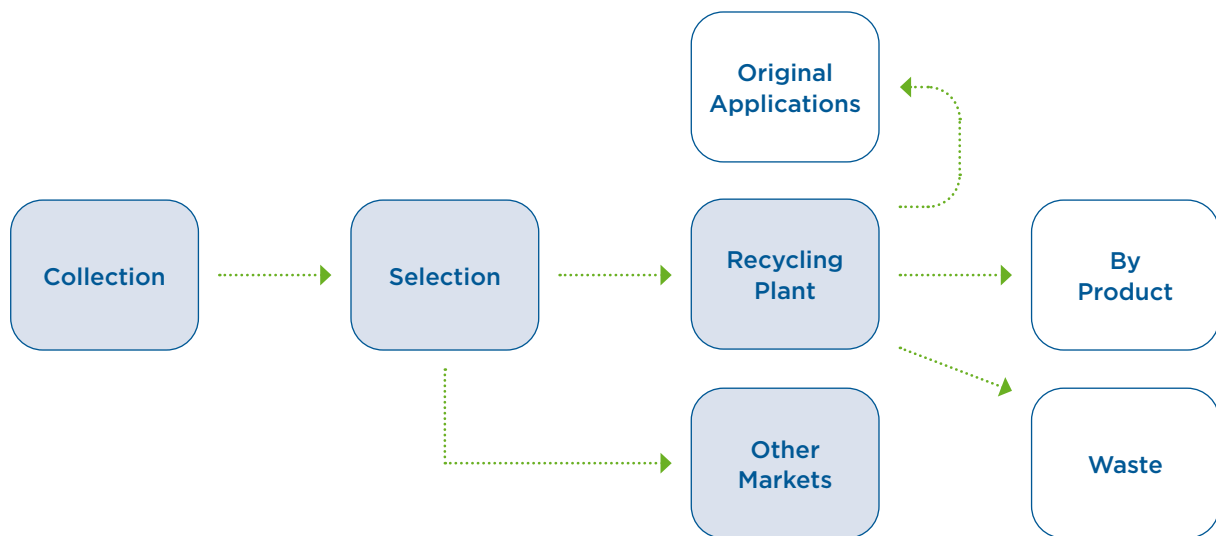 Original
Applications
Collection
Selection
Recycling
Plant
By
Product
Other
Markets
Waste